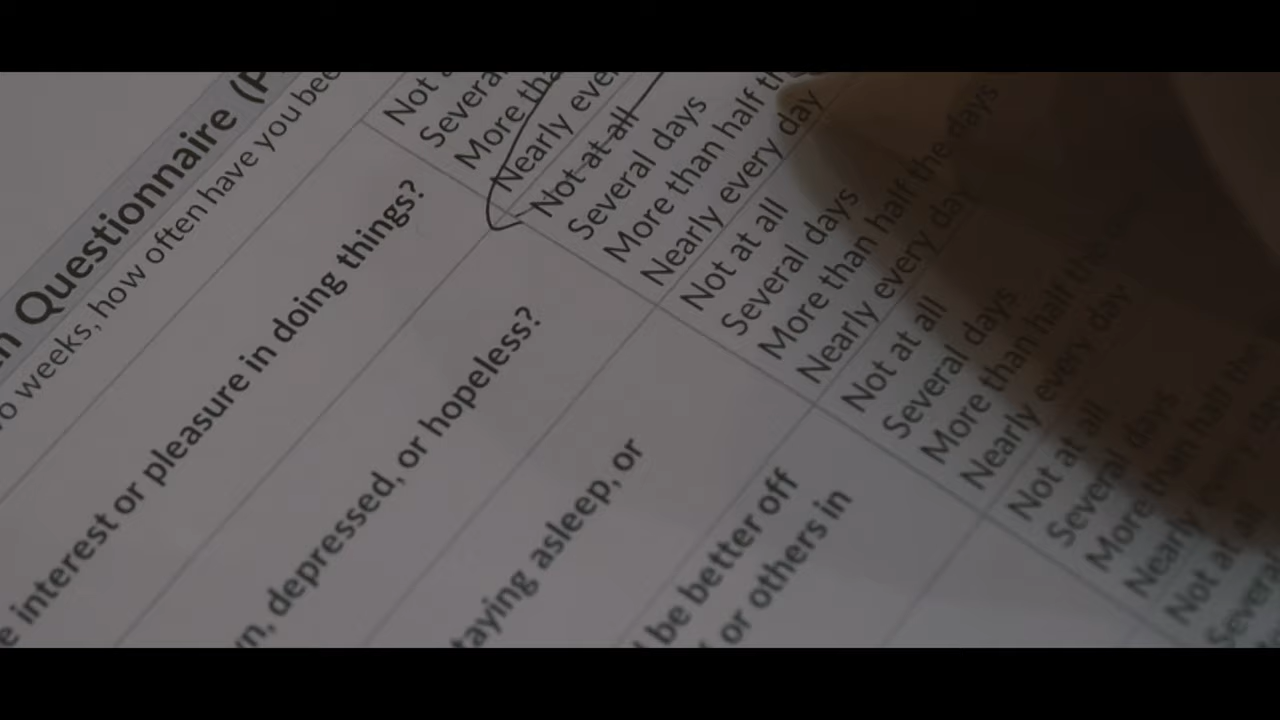 Questionnaire (P
o weeks, how often have you bee
e interest or pleasure in doing things?
Not a
Several
More tha
Nearly eve
n, depressed, or hopeless?
Not at all
Several days
More than half th
Nearly every day
taying asleep, or
Not at all
Several days
More than half the days
Nearly every day
be better off
or others in
Not at all
Several days
More than half the
Nearly every day
Not at all
Several days
More than half the
Nearly every day
Not at all
Several